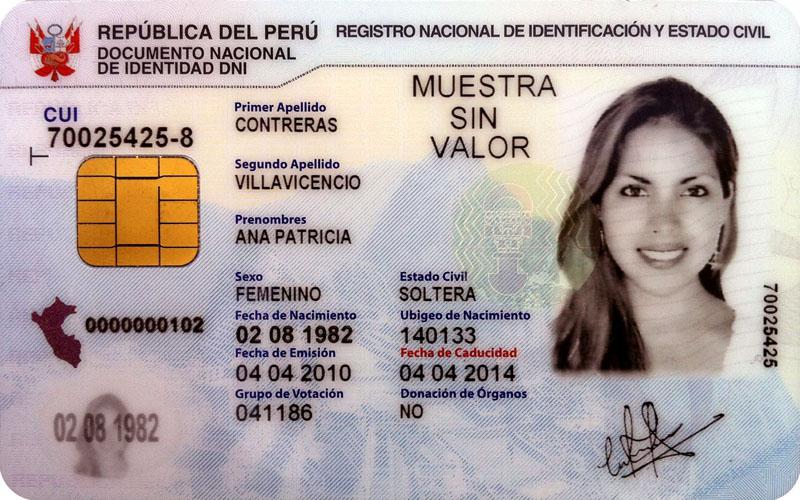 REPÚBLICA DEL PERÚ
REGISTRO NACIONAL DE IDENTIFICACIÓN Y ESTADO CIVIL
DOCUMENTO NACIONAL
DE IDENTIDAD DNI
MUESTRA
SIN
VALOR
CUI
70025425-8
Primer Apellido
CONTRERAS
Segundo Apellido
VILLAVICENCIO
Prenombres
ANA PATRICIA
Sexo
FEMENINO
Estado Civil
SOLTERA
Fecha de Nacimiento
02 08 1982
Ubigeo de Nacimiento
140133
Fecha de Emisión
04 04 2010
Fecha de Caducidad
04 04 2014
Grupo de Votación
041186
Donación de Órganos
NO
0000000102
02 08 1982
70025425